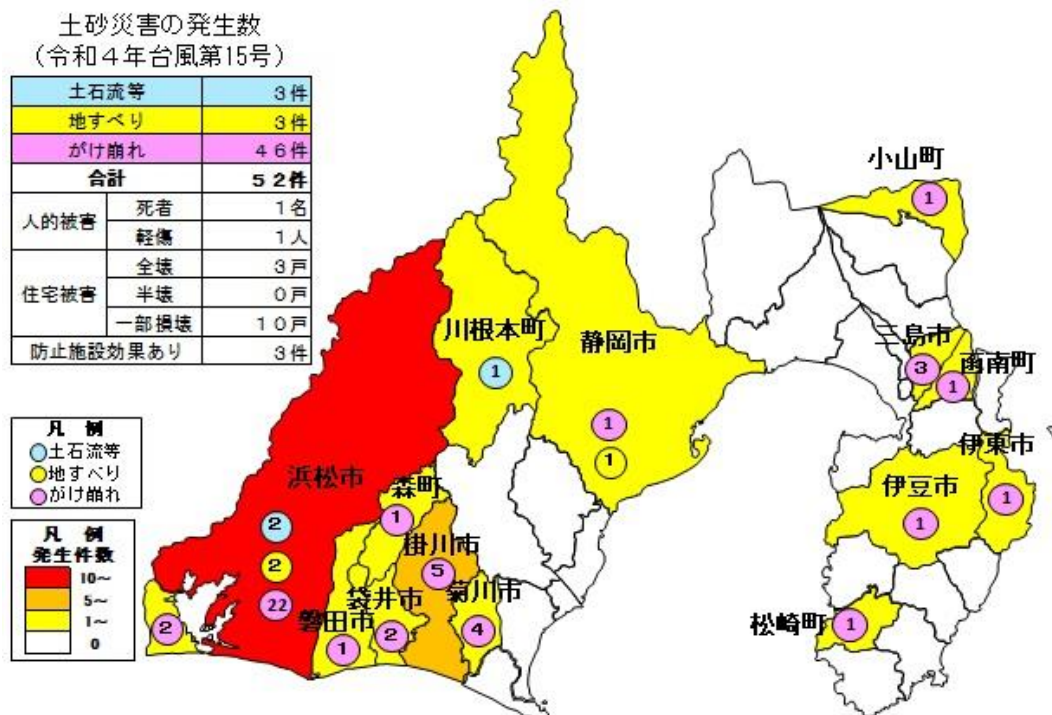 土砂災害の発生数
(令和４年台風第15号)
土石流等 3件
地すべり 3件
がけ崩れ 46件
合計 52件
人的被害 死者 1名
軽傷 1人
住宅被害 全壊 3戸
半壊 0戸
一部損壊 10戸
防止施設効果あり 3件
凡 例
土石流等
地すべり
がけ崩れ
凡 例
発生件数
10～
5～
1～
0
小山町
1
川根本町
1
静岡市
1
1
三島市
3
函南町
1
伊東市
1
伊豆市
1
松崎町
1
浜松市
2
2
22
森町
1
掛川市
5
菊川市
4
袋井市
2
磐田市
1
2